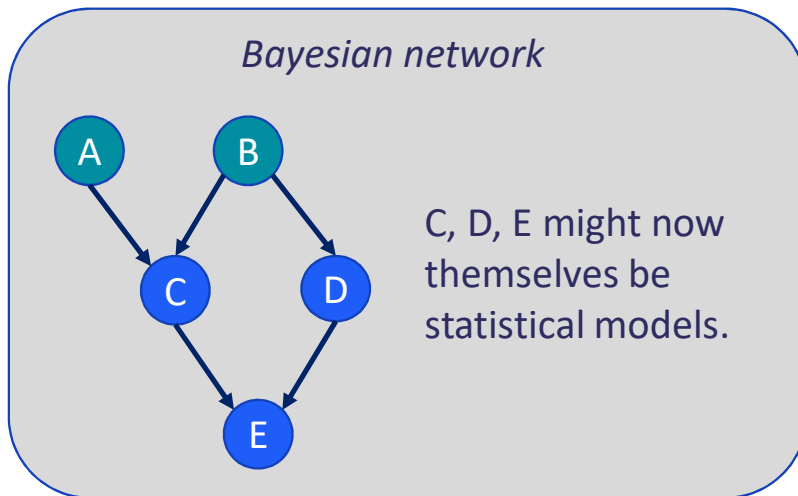 Bayesian network
A
B
C, D, E might now
themselves be
statistical models.
C
D
E